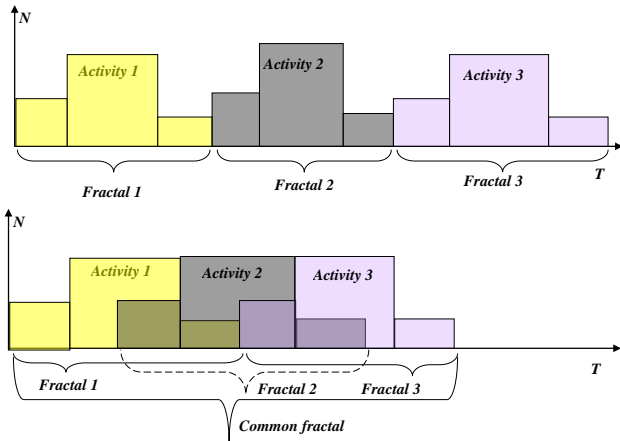 N
Activity 1
Activity 2
Activity 3
Fractal 1
Fractal 2
Fractal 3
T
N
Activity 1
Activity 2
Activity 3
Fractal 1
Fractal 2
Fractal 3
T
Common fractal